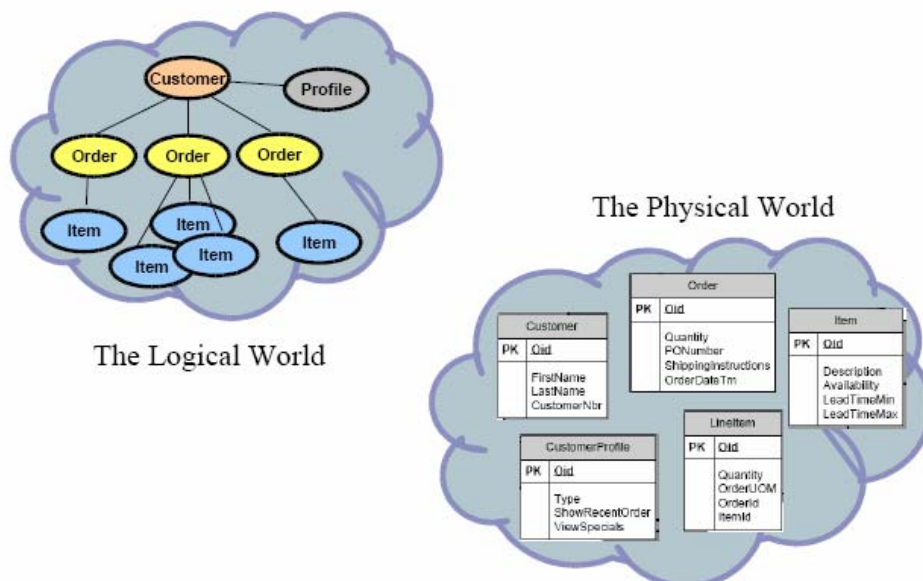 Customer
Profile
Order Order Order
Item Item Item Item Item
The Logical World
The Physical World
Customer
PK Oid
FirstName
LastName
CustomerNbr
Order
PK Oid
Quantity
PONumber
ShippingInstructions
OrderDateTm
Item
PK Oid
Description
Availability
LeadTimeMin
LeadTimeMax
CustomerProfile
PK Oid
Type
ShowRecentOrder
ViewSpecials
LineItem
PK Oid
Quantity
OrderUOM
OrderId
ItemId